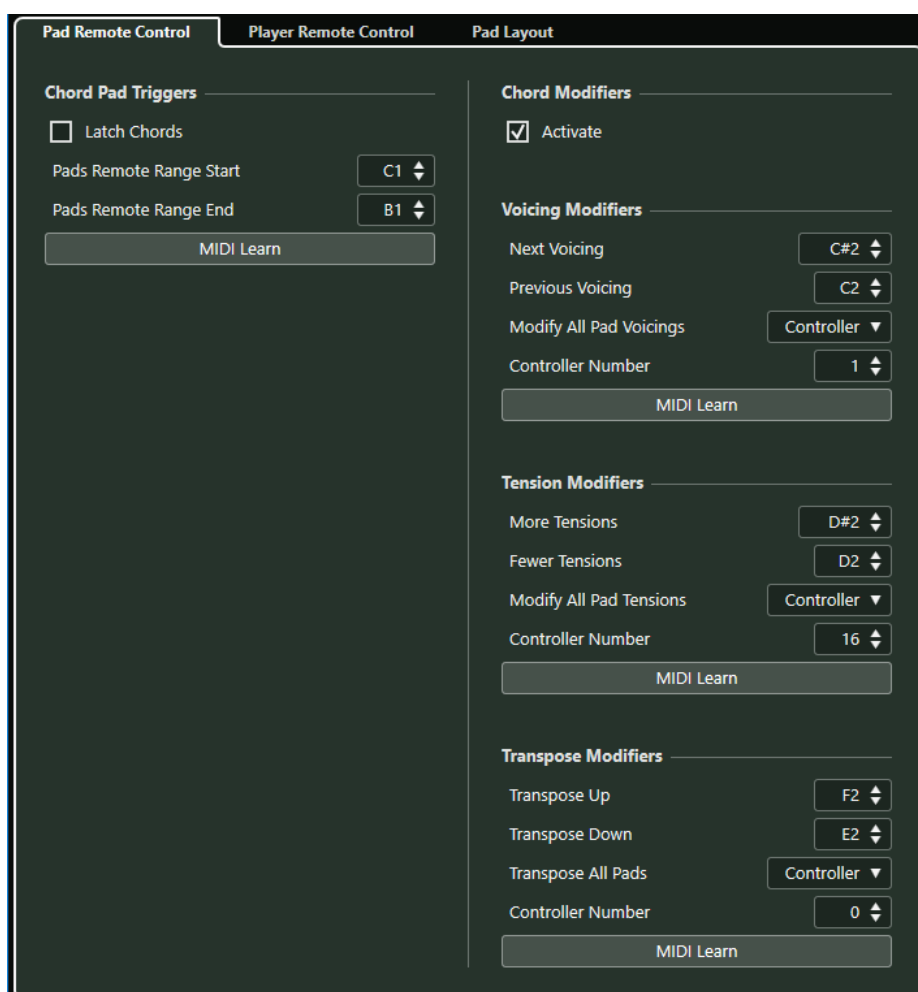 Pad Remote Control Player Remote Control Pad Layout
Chord Pad Triggers
Latch Chords
Pads Remote Range Start C1
Pads Remote Range End B1
MIDI Learn
Chord Modifiers
Activate
Voicing Modifiers
Next Voicing C#2
Previous Voicing C2
Modify All Pad Voicings Controller
Controller Number 1
MIDI Learn
Tension Modifiers
More Tensions D#2
Fewer Tensions D2
Modify All Pad Tensions Controller
Controller Number 16
MIDI Learn
Transpose Modifiers
Transpose Up F2
Transpose Down E2
Transpose All Pads Controller
Controller Number 0
MIDI Learn